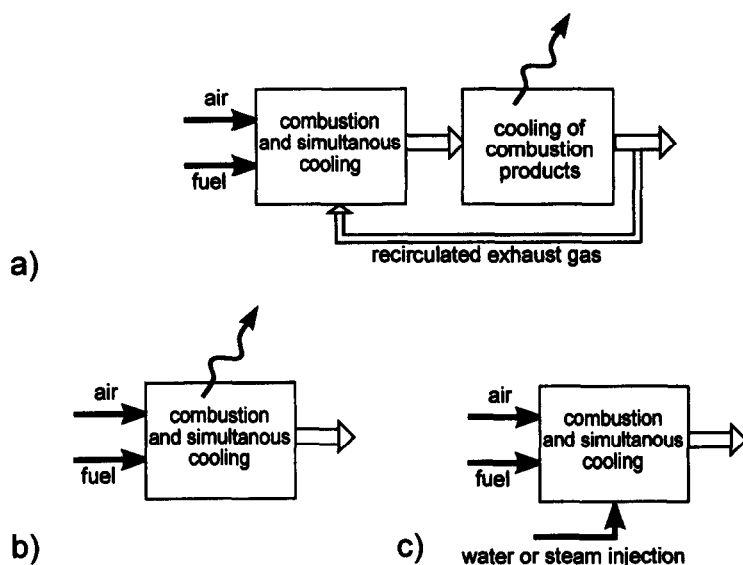 air
fuel
combustion
and simultanous
cooling
cooling of
combustion
products
recirculated exhaust gas
a)
air
fuel
combustion
and simultanous
cooling
b)
air
fuel
combustion
and simultanous
cooling
c)
water or steam injection